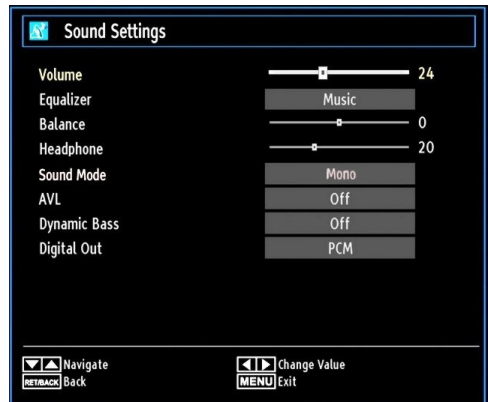 Sound Settings
Volume 24
Equalizer Music
Balance 0
Headphone 20
Sound Mode Mono
AVL Off
Dynamic Bass Off
Digital Out PCM
Navigate Change Value
RET/BACK Back MENU Exit